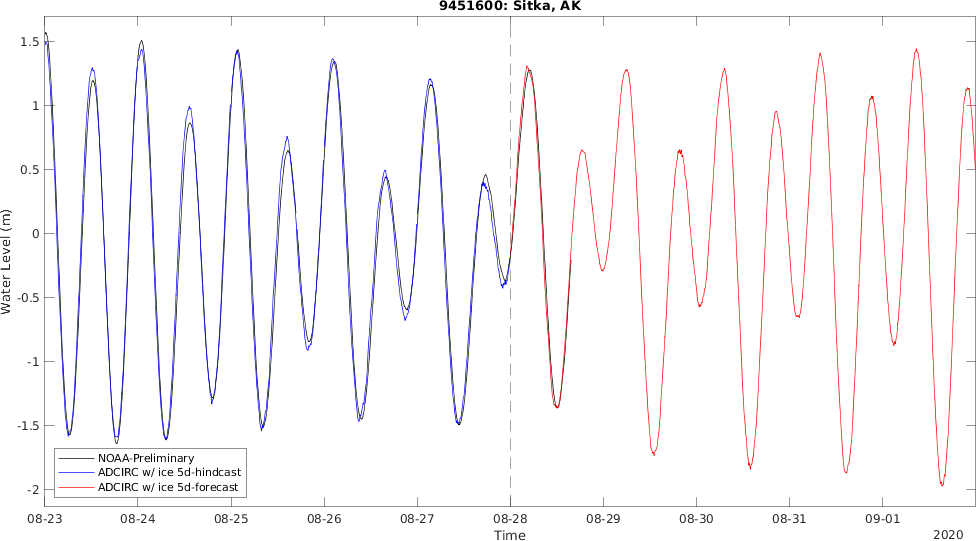 9451600: Sitka, AK
Water Level (m)
1.5
1
0.5
0
-0.5
-1
-1.5
-2
NOAA-Preliminary
ADCIRC w/ ice 5d-hindcast
ADCIRC w/ ice 5d-forecast
08-23 08-24 08-25 08-26 08-27 08-28 08-29 08-30 08-31 09-01
Time
2020